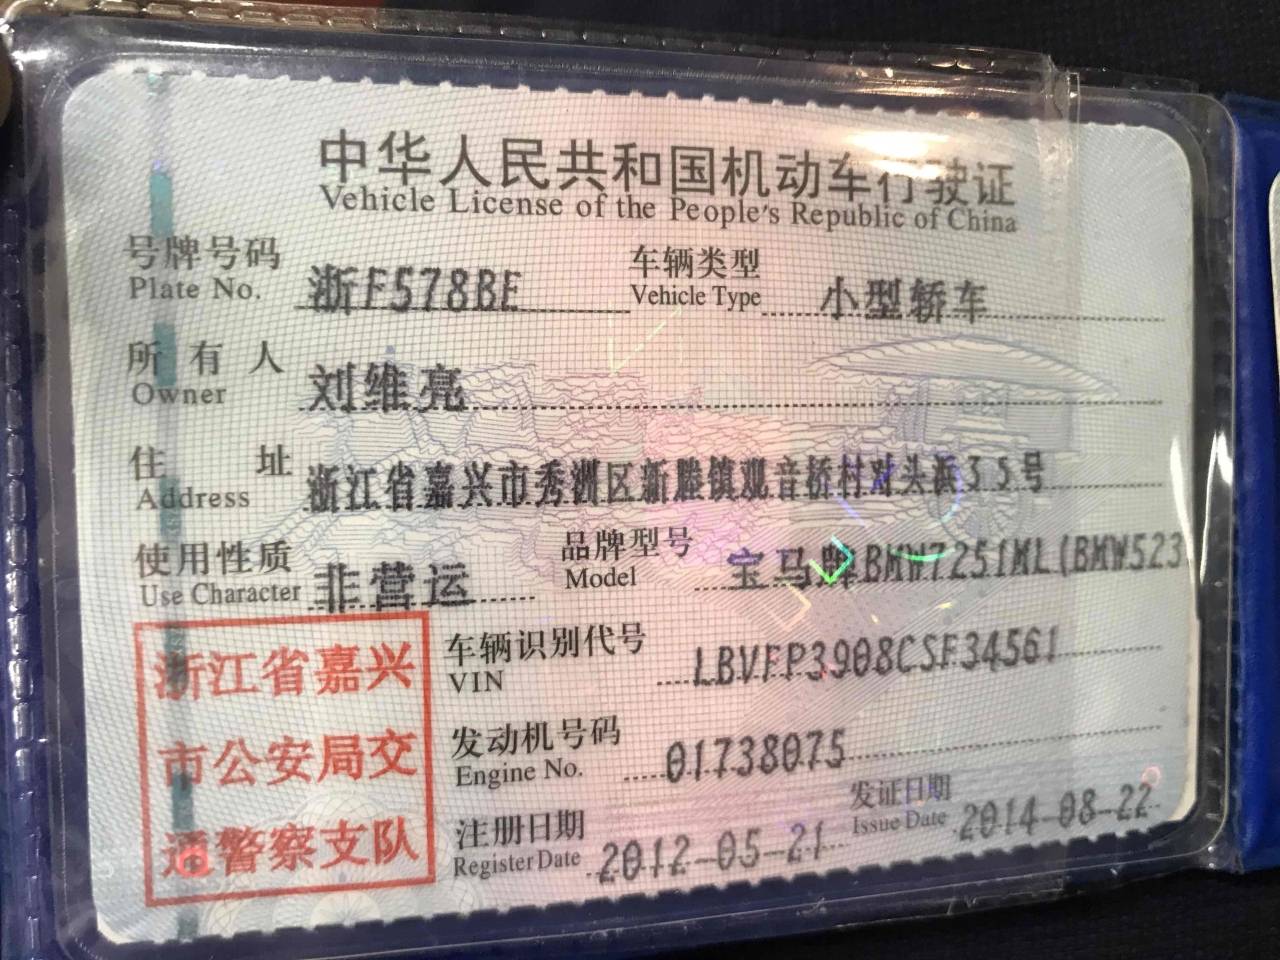 中华人民共和国机动车行驶证
Vehicle License of the People's Republic of China
号牌号码 浙F578BE 车辆类型 小型轿车
Plate No. Vehicle Type
所有人 刘维亮
Owner
住址 浙江省嘉兴市秀洲区新塍镇观音桥村对头浜35号
Address
使用性质 非营运 品牌型号 宝马牌BMW7251ML(BMW523
Use Character Model
浙江省嘉兴
市公安局交
通警察支队
车辆识别代号 LBVFP3908CSF34561
VIN
发动机号码 01738075
Engine No.
注册日期 2012-05-21 发证日期 2014-08-22
Register Date Issue Date